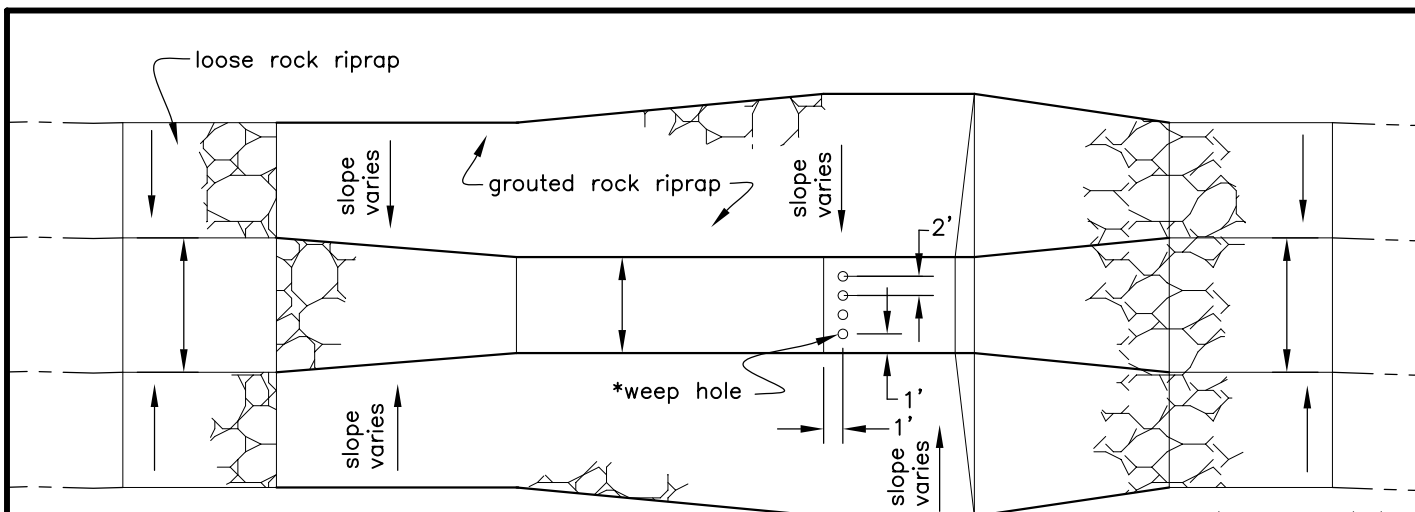 loose rock riprap
slope
varies
grouted rock riprap
slope
varies
2'
*weep hole
1'
1'
slope
varies
slope
varies